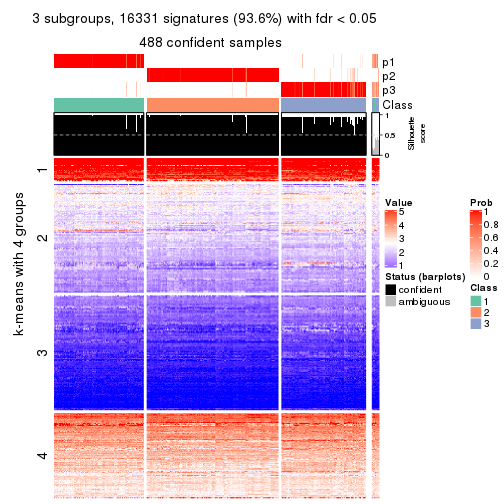 3 subgroups, 16331 signatures (93.6%) with fdr < 0.05
488 confident samples
p1
p2
p3
Class
1
0.5
0
Silhouette
score
k-means with 4 groups
1
2
3
4
Value
5
4
3
2
1
Status (barplots)
confident
ambiguous
Prob
1
0.8
0.6
0.4
0.2
0
Class
1
2
3